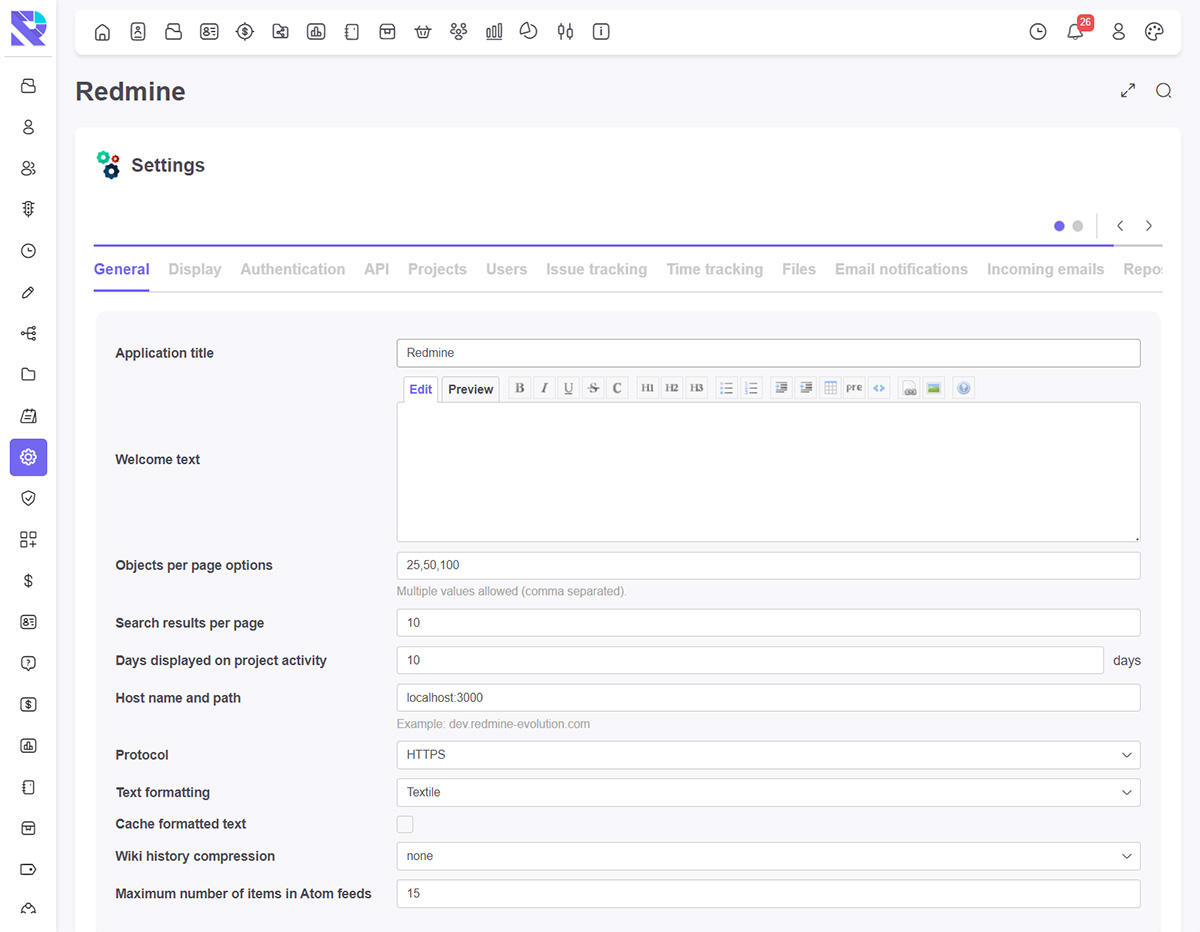 26
Redmine
Settings
General Display Authentication API Projects Users Issue tracking Time tracking Files Email notifications Incoming emails Repos
Application title Redmine
Edit Preview B I U S C H1 H2 H3 pre
Welcome text
Objects per page options 25,50,100
Multiple values allowed (comma separated).
Search results per page 10
Days displayed on project activity 10 days
Host name and path localhost:3000
Example: dev.redmine-evolution.com
Protocol HTTPS
Text formatting Textile
Cache formatted text
Wiki history compression none
Maximum number of items in Atom feeds 15